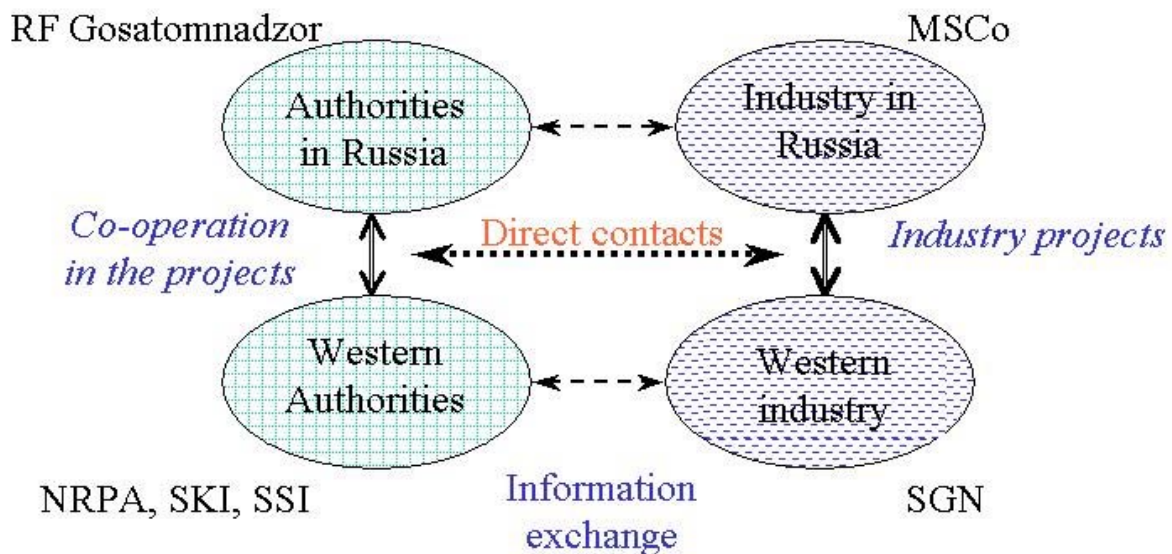 RF Gosatomnadzor
MSCo
Authorities
in Russia
Industry in
Russia
Co-operation
in the projects
Direct contacts
Industry projects
Western
Authorities
Western
industry
NRPA, SKI, SSI
Information
exchange
SGN